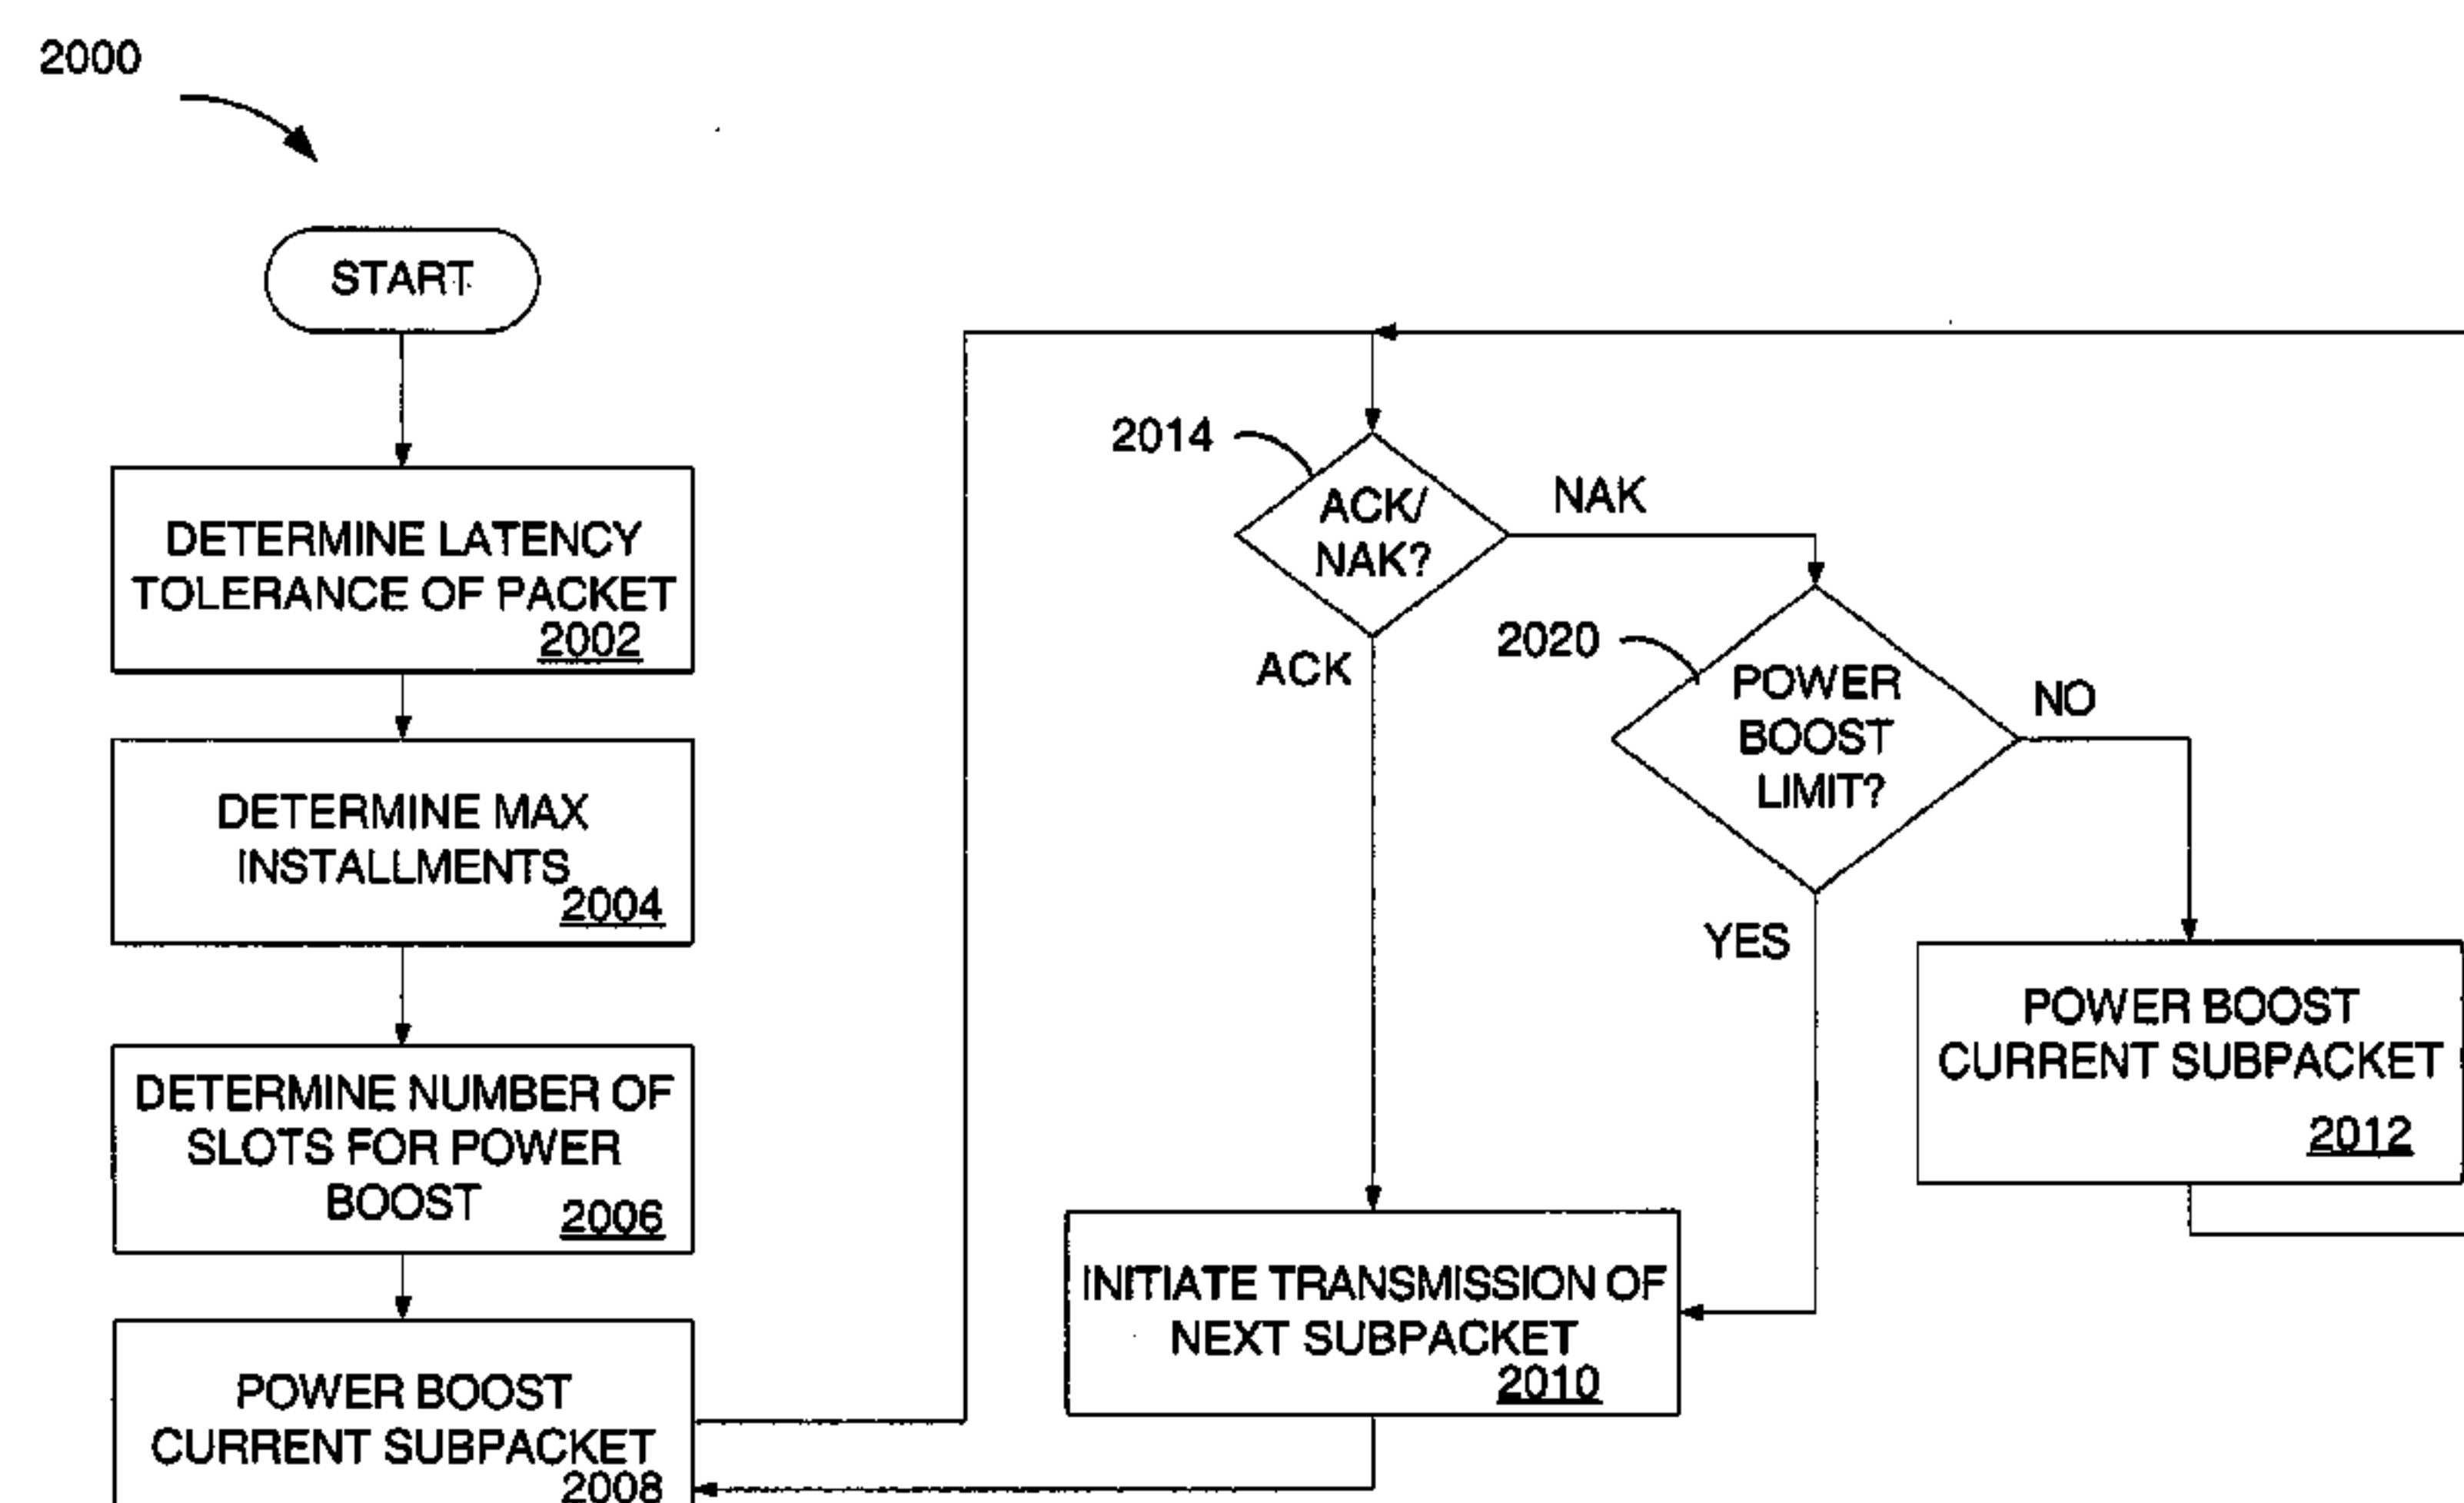 2000
START
DETERMINE LATENCY
TOLERANCE OF PACKET
2002
DETERMINE MAX
INSTALLMENTS
2004
DETERMINE NUMBER OF
SLOTS FOR POWER
BOOST
2006
POWER BOOST
CURRENT SUBPACKET
2008
2014
ACK/
NAK?
NAK
ACK
2020
POWER
BOOST
LIMIT?
NO
YES
POWER BOOST
CURRENT SUBPACKET
2012
INITIATE TRANSMISSION OF
NEXT SUBPACKET
2010